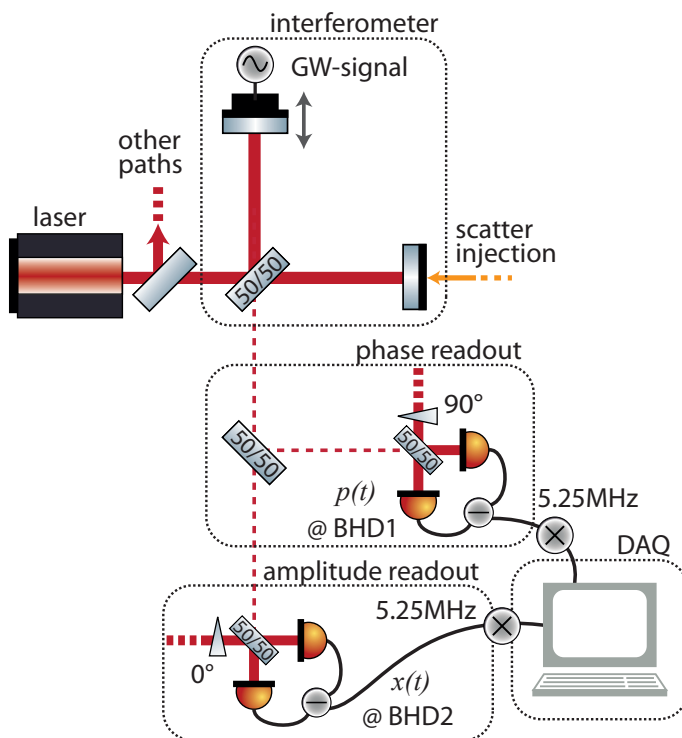 interferometer
GW-signal
other
paths
laser
50/50
scatter
injection
phase readout
90°
50/50
50/50
p(t)
@ BHD1
5.25MHz
DAQ
amplitude readout
5.25MHz
50/50
0°
x(t)
@ BHD2